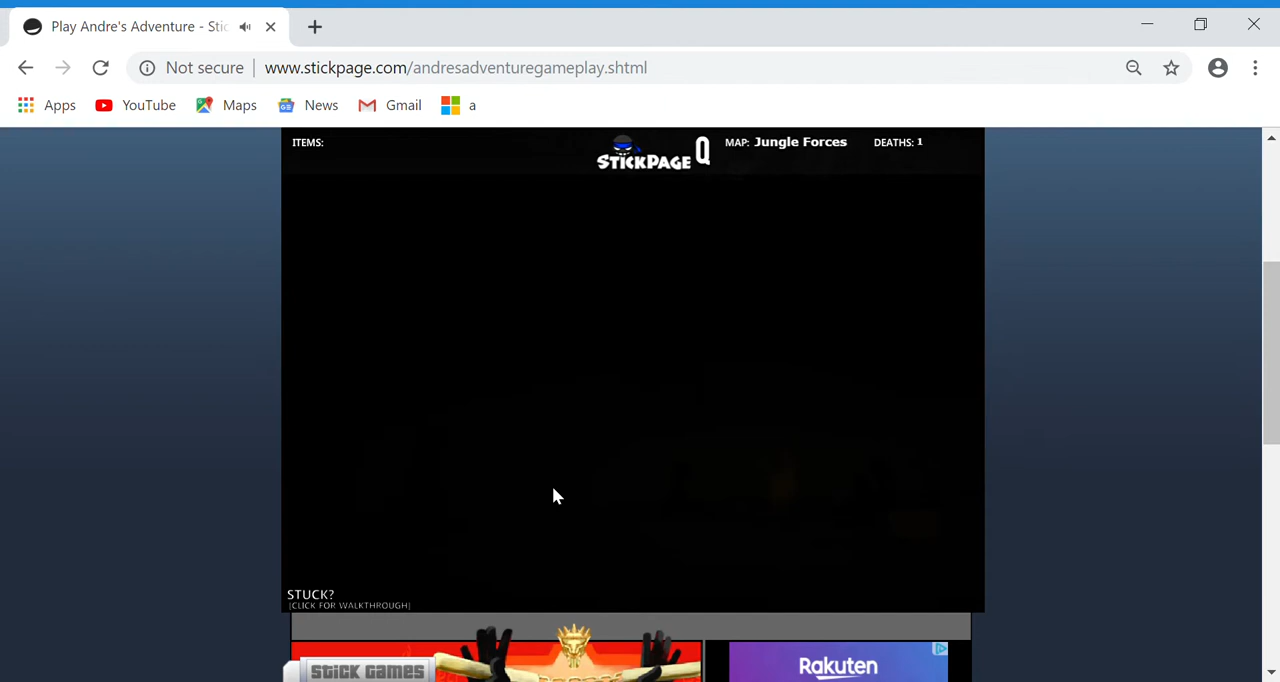 Play Andre's Adventure - Stic
Not secure | www.stickpage.com/andresadventuregameplay.shtml
Apps YouTube Maps News Gmail a
ITEMS: STICKPAGE Q MAP: Jungle Forces DEATHS: 1
STUCK?
[CLICK FOR WALKTHROUGH]
STICK GAMES Rakuten